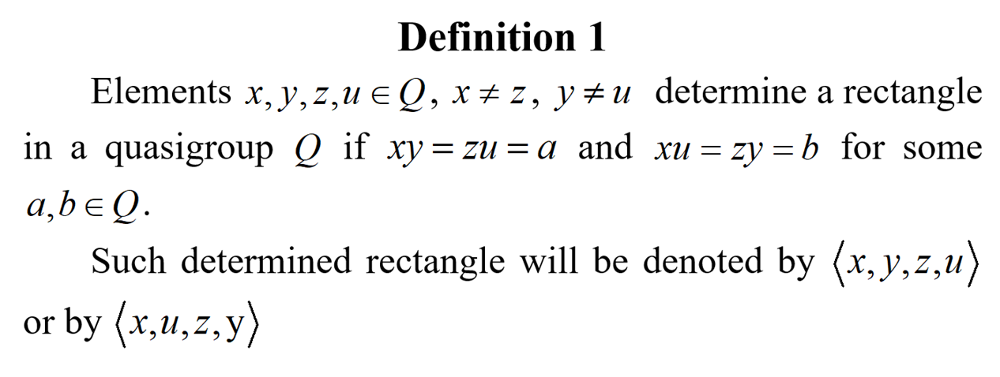 Definition 1
Elements x, y, z,u ∈ Q, x ≠ z, y ≠ u determine a rectangle
in a quasigroup Q if xy = zu = a and xu = zy = b for some
a,b ∈ Q.
Such determined rectangle will be denoted by ⟨x, y, z,u⟩
or by ⟨x,u, z, y⟩